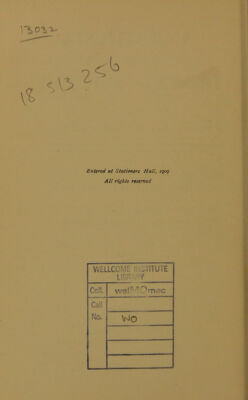 13032
18 513 256
Entered at Stationers Hall, 1909
All rights reserved
WELLCOME INSTITUTE
LIBRARY
Coll. welMOmec
Call
No. WO